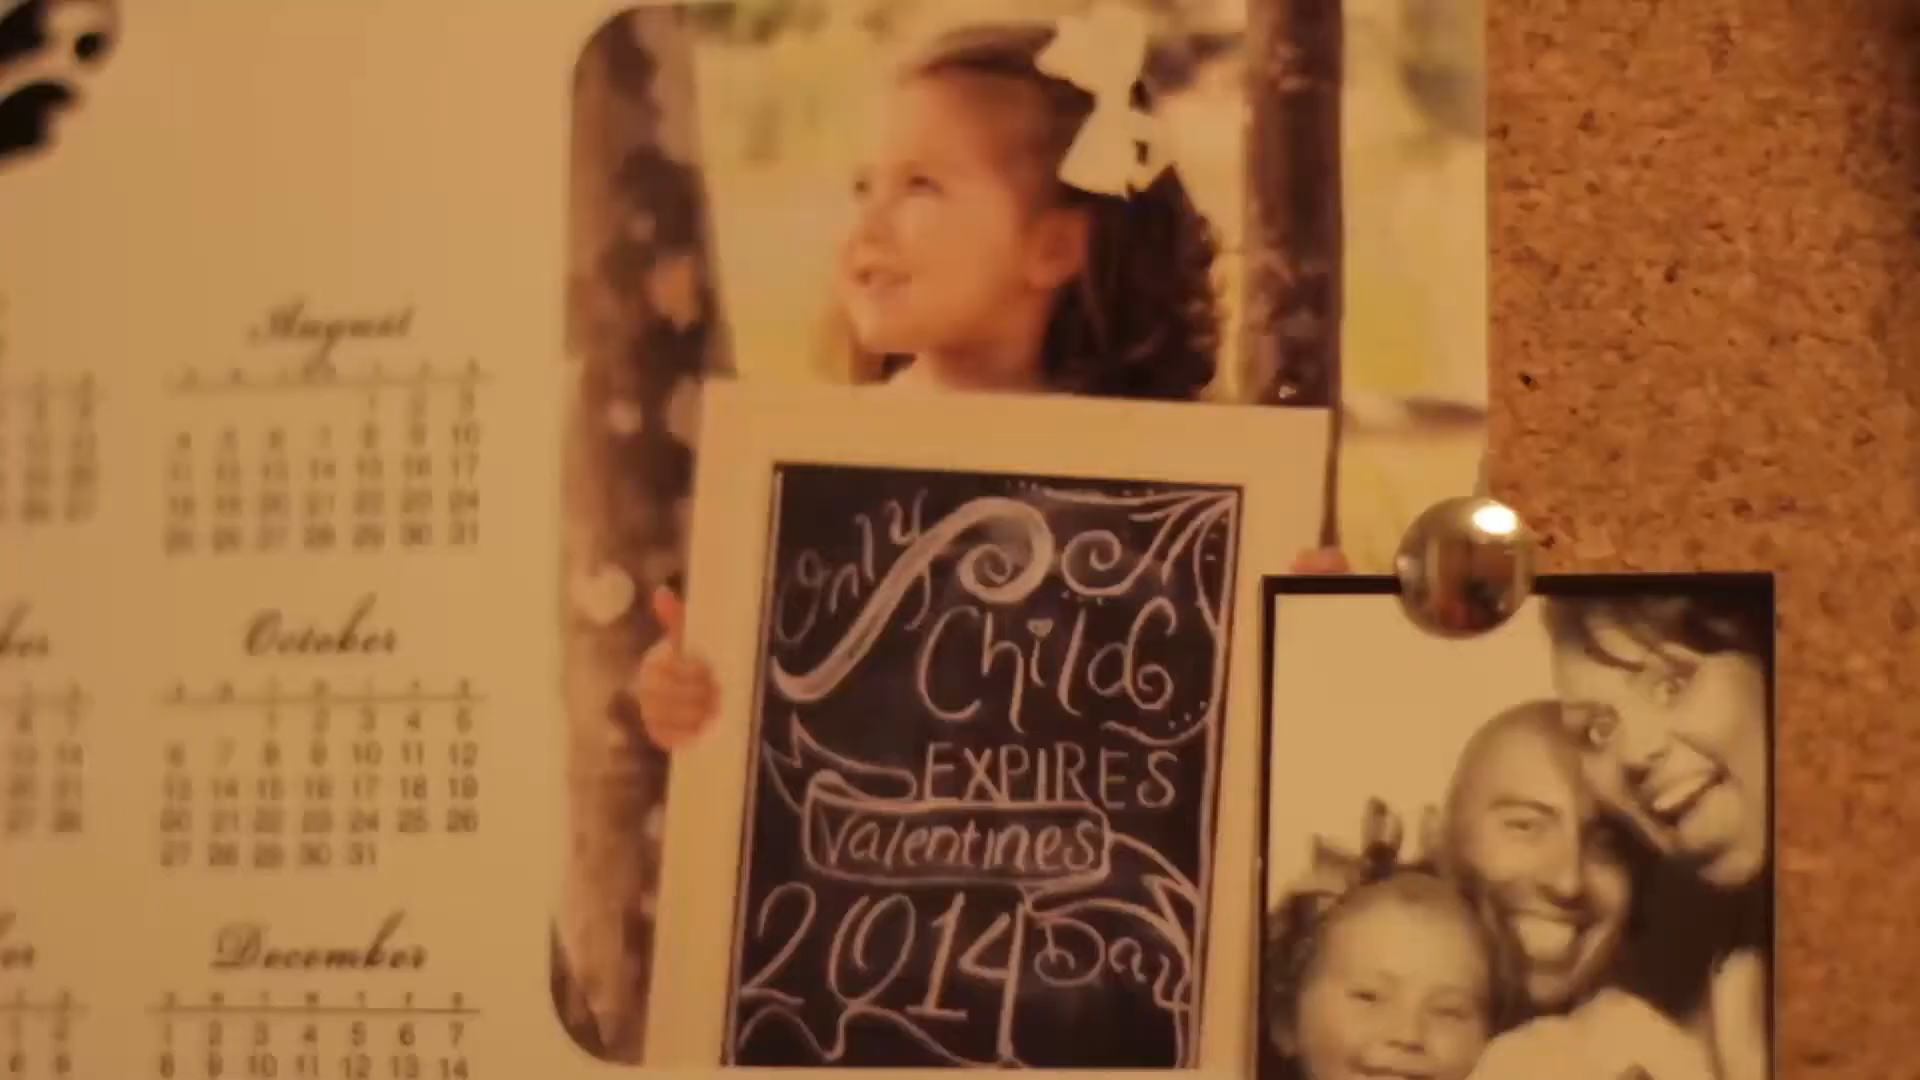 August
1 2 3
4 5 6 7 8 9 10
11 12 13 14 15 16 17
18 19 20 21 22 23 24
25 26 27 28 29 30 31
October
1 2 3 4 5
6 7 8 9 10 11 12
13 14 15 16 17 18 19
20 21 22 23 24 25 26
27 28 29 30 31
December
S M T W T F S
1 2 3 4 5 6 7
8 9 10 11 12 13 14
Only
Child
EXPIRES
Valentines
2014 Day